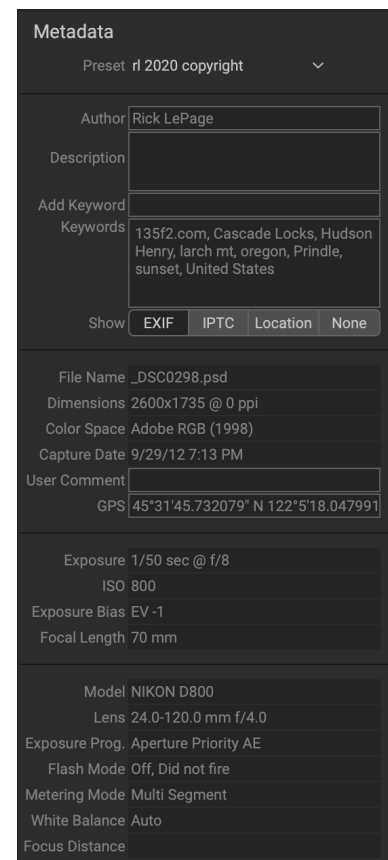 Metadata
Preset rl 2020 copyright
Author Rick LePage
Description
Add Keyword
Keywords 135f2.com, Cascade Locks, Hudson
Henry, larch mt, oregon, Prindle,
sunset, United States
Show EXIF IPTC Location None
File Name _DSC0298.psd
Dimensions 2600x1735 @ 0 ppi
Color Space Adobe RGB (1998)
Capture Date 9/29/12 7:13 PM
User Comment
GPS 45°31'45.732079" N 122°5'18.047991
Exposure 1/50 sec @ f/8
ISO 800
Exposure Bias EV -1
Focal Length 70 mm
Model NIKON D800
Lens 24.0-120.0 mm f/4.0
Exposure Prog. Aperture Priority AE
Flash Mode Off, Did not fire
Metering Mode Multi Segment
White Balance Auto
Focus Distance